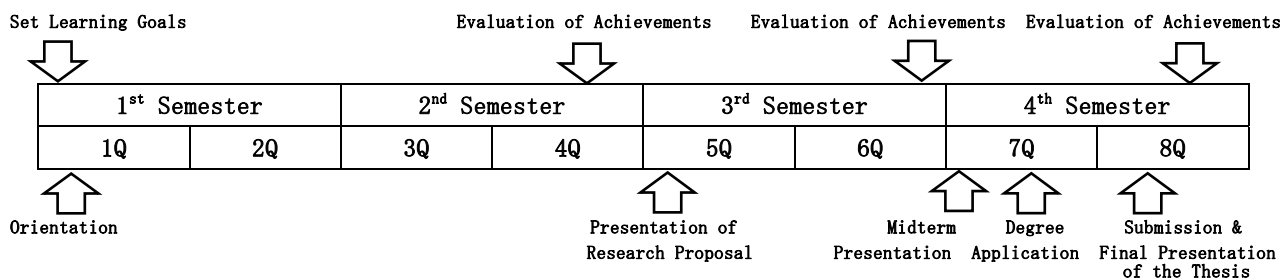 Set Learning Goals
Evaluation of Achievements
Evaluation of Achievements
Evaluation of Achievements
1st Semester
2nd Semester
3rd Semester
4th Semester
1Q
2Q
3Q
4Q
5Q
6Q
7Q
8Q
Orientation
Presentation of
Research Proposal
Midterm
Presentation
Degree
Application
Submission &
Final Presentation
of the Thesis